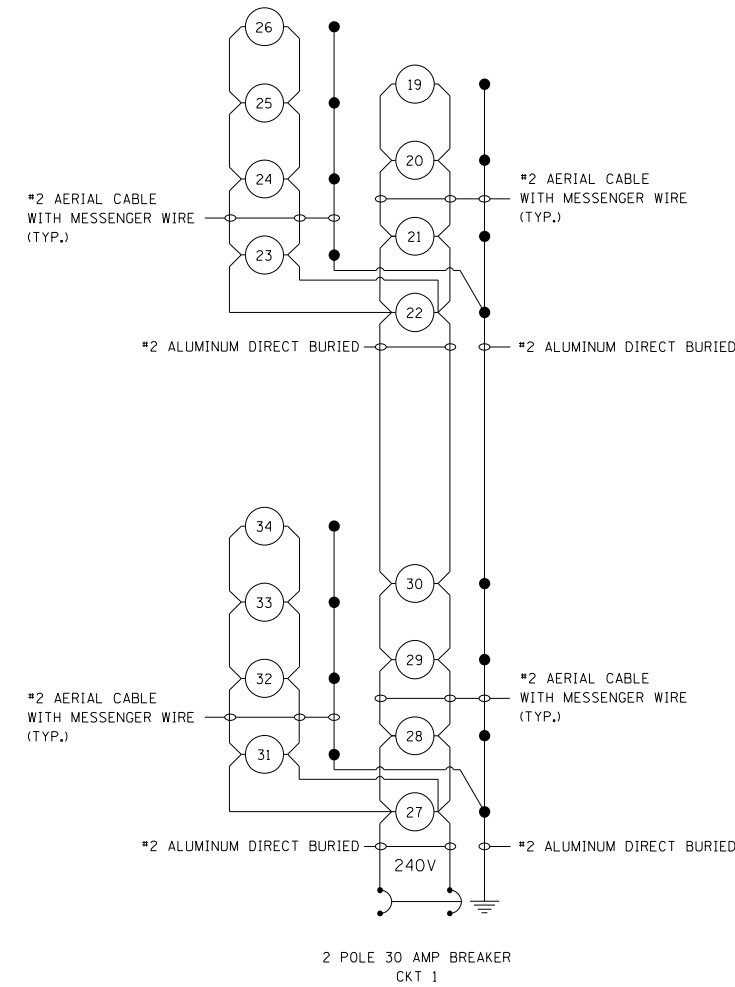 26
19
25
20
24
#2 AERIAL CABLE
WITH MESSENGER WIRE
(TYP.)
#2 AERIAL CABLE
WITH MESSENGER WIRE
(TYP.)
21
23
22
#2 ALUMINUM DIRECT BURIED
#2 ALUMINUM DIRECT BURIED
34
30
33
29
32
#2 AERIAL CABLE
WITH MESSENGER WIRE
(TYP.)
#2 AERIAL CABLE
WITH MESSENGER WIRE
(TYP.)
28
31
27
#2 ALUMINUM DIRECT BURIED
#2 ALUMINUM DIRECT BURIED
240V
2 POLE 30 AMP BREAKER
CKT 1